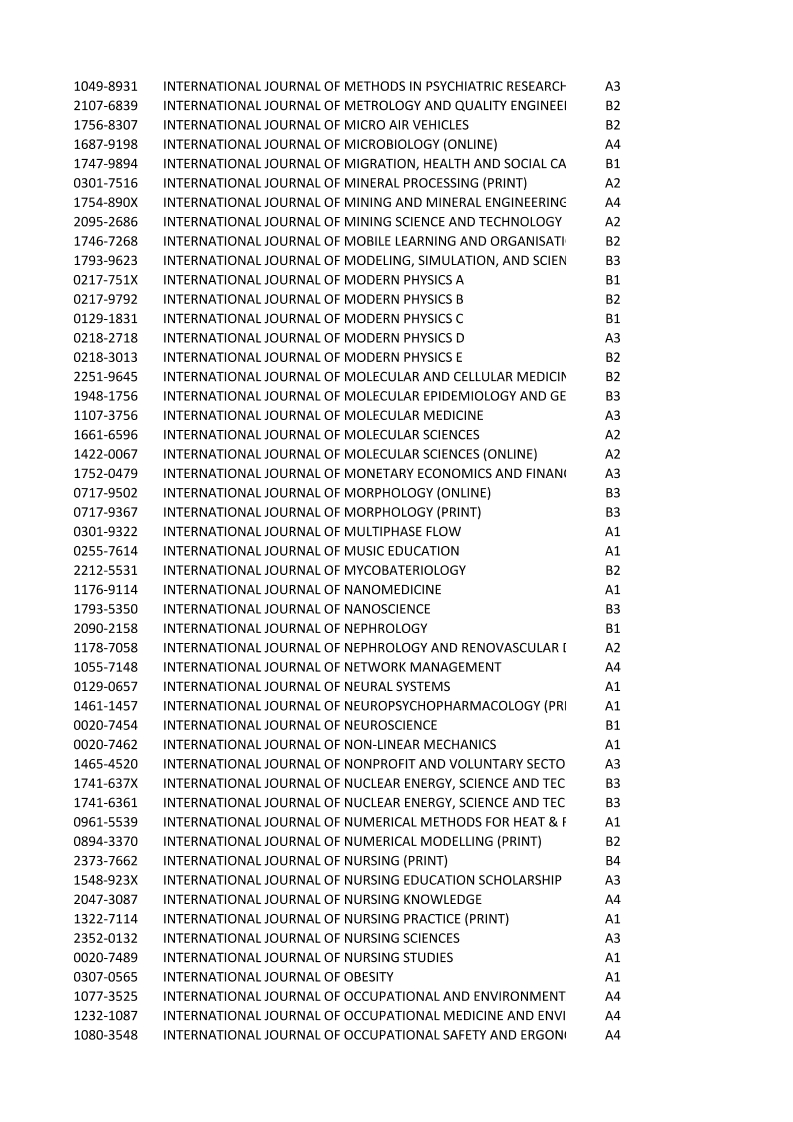 1049-8931 INTERNATIONAL JOURNAL OF METHODS IN PSYCHIATRIC RESEARCH A3
2107-6839 INTERNATIONAL JOURNAL OF METROLOGY AND QUALITY ENGINEEI B2
1756-8307 INTERNATIONAL JOURNAL OF MICRO AIR VEHICLES B2
1687-9198 INTERNATIONAL JOURNAL OF MICROBIOLOGY (ONLINE) A4
1747-9894 INTERNATIONAL JOURNAL OF MIGRATION, HEALTH AND SOCIAL CA B1
0301-7516 INTERNATIONAL JOURNAL OF MINERAL PROCESSING (PRINT) A2
1754-890X INTERNATIONAL JOURNAL OF MINING AND MINERAL ENGINEERING A4
2095-2686 INTERNATIONAL JOURNAL OF MINING SCIENCE AND TECHNOLOGY A2
1746-7268 INTERNATIONAL JOURNAL OF MOBILE LEARNING AND ORGANISATI B2
1793-9623 INTERNATIONAL JOURNAL OF MODELING, SIMULATION, AND SCIEN B3
0217-751X INTERNATIONAL JOURNAL OF MODERN PHYSICS A B1
0217-9792 INTERNATIONAL JOURNAL OF MODERN PHYSICS B B2
0129-1831 INTERNATIONAL JOURNAL OF MODERN PHYSICS C B1
0218-2718 INTERNATIONAL JOURNAL OF MODERN PHYSICS D A3
0218-3013 INTERNATIONAL JOURNAL OF MODERN PHYSICS E B2
2251-9645 INTERNATIONAL JOURNAL OF MOLECULAR AND CELLULAR MEDICIN B2
1948-1756 INTERNATIONAL JOURNAL OF MOLECULAR EPIDEMIOLOGY AND GE B3
1107-3756 INTERNATIONAL JOURNAL OF MOLECULAR MEDICINE A3
1661-6596 INTERNATIONAL JOURNAL OF MOLECULAR SCIENCES A2
1422-0067 INTERNATIONAL JOURNAL OF MOLECULAR SCIENCES (ONLINE) A2
1752-0479 INTERNATIONAL JOURNAL OF MONETARY ECONOMICS AND FINANC A3
0717-9502 INTERNATIONAL JOURNAL OF MORPHOLOGY (ONLINE) B3
0717-9367 INTERNATIONAL JOURNAL OF MORPHOLOGY (PRINT) B3
0301-9322 INTERNATIONAL JOURNAL OF MULTIPHASE FLOW A1
0255-7614 INTERNATIONAL JOURNAL OF MUSIC EDUCATION A1
2212-5531 INTERNATIONAL JOURNAL OF MYCOBATERIOLOGY B2
1176-9114 INTERNATIONAL JOURNAL OF NANOMEDICINE A1
1793-5350 INTERNATIONAL JOURNAL OF NANOSCIENCE B3
2090-2158 INTERNATIONAL JOURNAL OF NEPHROLOGY B1
1178-7058 INTERNATIONAL JOURNAL OF NEPHROLOGY AND RENOVASCULAR D A2
1055-7148 INTERNATIONAL JOURNAL OF NETWORK MANAGEMENT A4
0129-0657 INTERNATIONAL JOURNAL OF NEURAL SYSTEMS A1
1461-1457 INTERNATIONAL JOURNAL OF NEUROPSYCHOPHARMACOLOGY (PRI A1
0020-7454 INTERNATIONAL JOURNAL OF NEUROSCIENCE B1
0020-7462 INTERNATIONAL JOURNAL OF NON-LINEAR MECHANICS A1
1465-4520 INTERNATIONAL JOURNAL OF NONPROFIT AND VOLUNTARY SECTO A3
1741-637X INTERNATIONAL JOURNAL OF NUCLEAR ENERGY, SCIENCE AND TEC B3
1741-6361 INTERNATIONAL JOURNAL OF NUCLEAR ENERGY, SCIENCE AND TEC B3
0961-5539 INTERNATIONAL JOURNAL OF NUMERICAL METHODS FOR HEAT & F A1
0894-3370 INTERNATIONAL JOURNAL OF NUMERICAL MODELLING (PRINT) B2
2373-7662 INTERNATIONAL JOURNAL OF NURSING (PRINT) B4
1548-923X INTERNATIONAL JOURNAL OF NURSING EDUCATION SCHOLARSHIP A3
2047-3087 INTERNATIONAL JOURNAL OF NURSING KNOWLEDGE A4
1322-7114 INTERNATIONAL JOURNAL OF NURSING PRACTICE (PRINT) A1
2352-0132 INTERNATIONAL JOURNAL OF NURSING SCIENCES A3
0020-7489 INTERNATIONAL JOURNAL OF NURSING STUDIES A1
0307-0565 INTERNATIONAL JOURNAL OF OBESITY A1
1077-3525 INTERNATIONAL JOURNAL OF OCCUPATIONAL AND ENVIRONMENT A4
1232-1087 INTERNATIONAL JOURNAL OF OCCUPATIONAL MEDICINE AND ENVI A4
1080-3548 INTERNATIONAL JOURNAL OF OCCUPATIONAL SAFETY AND ERGONO A4